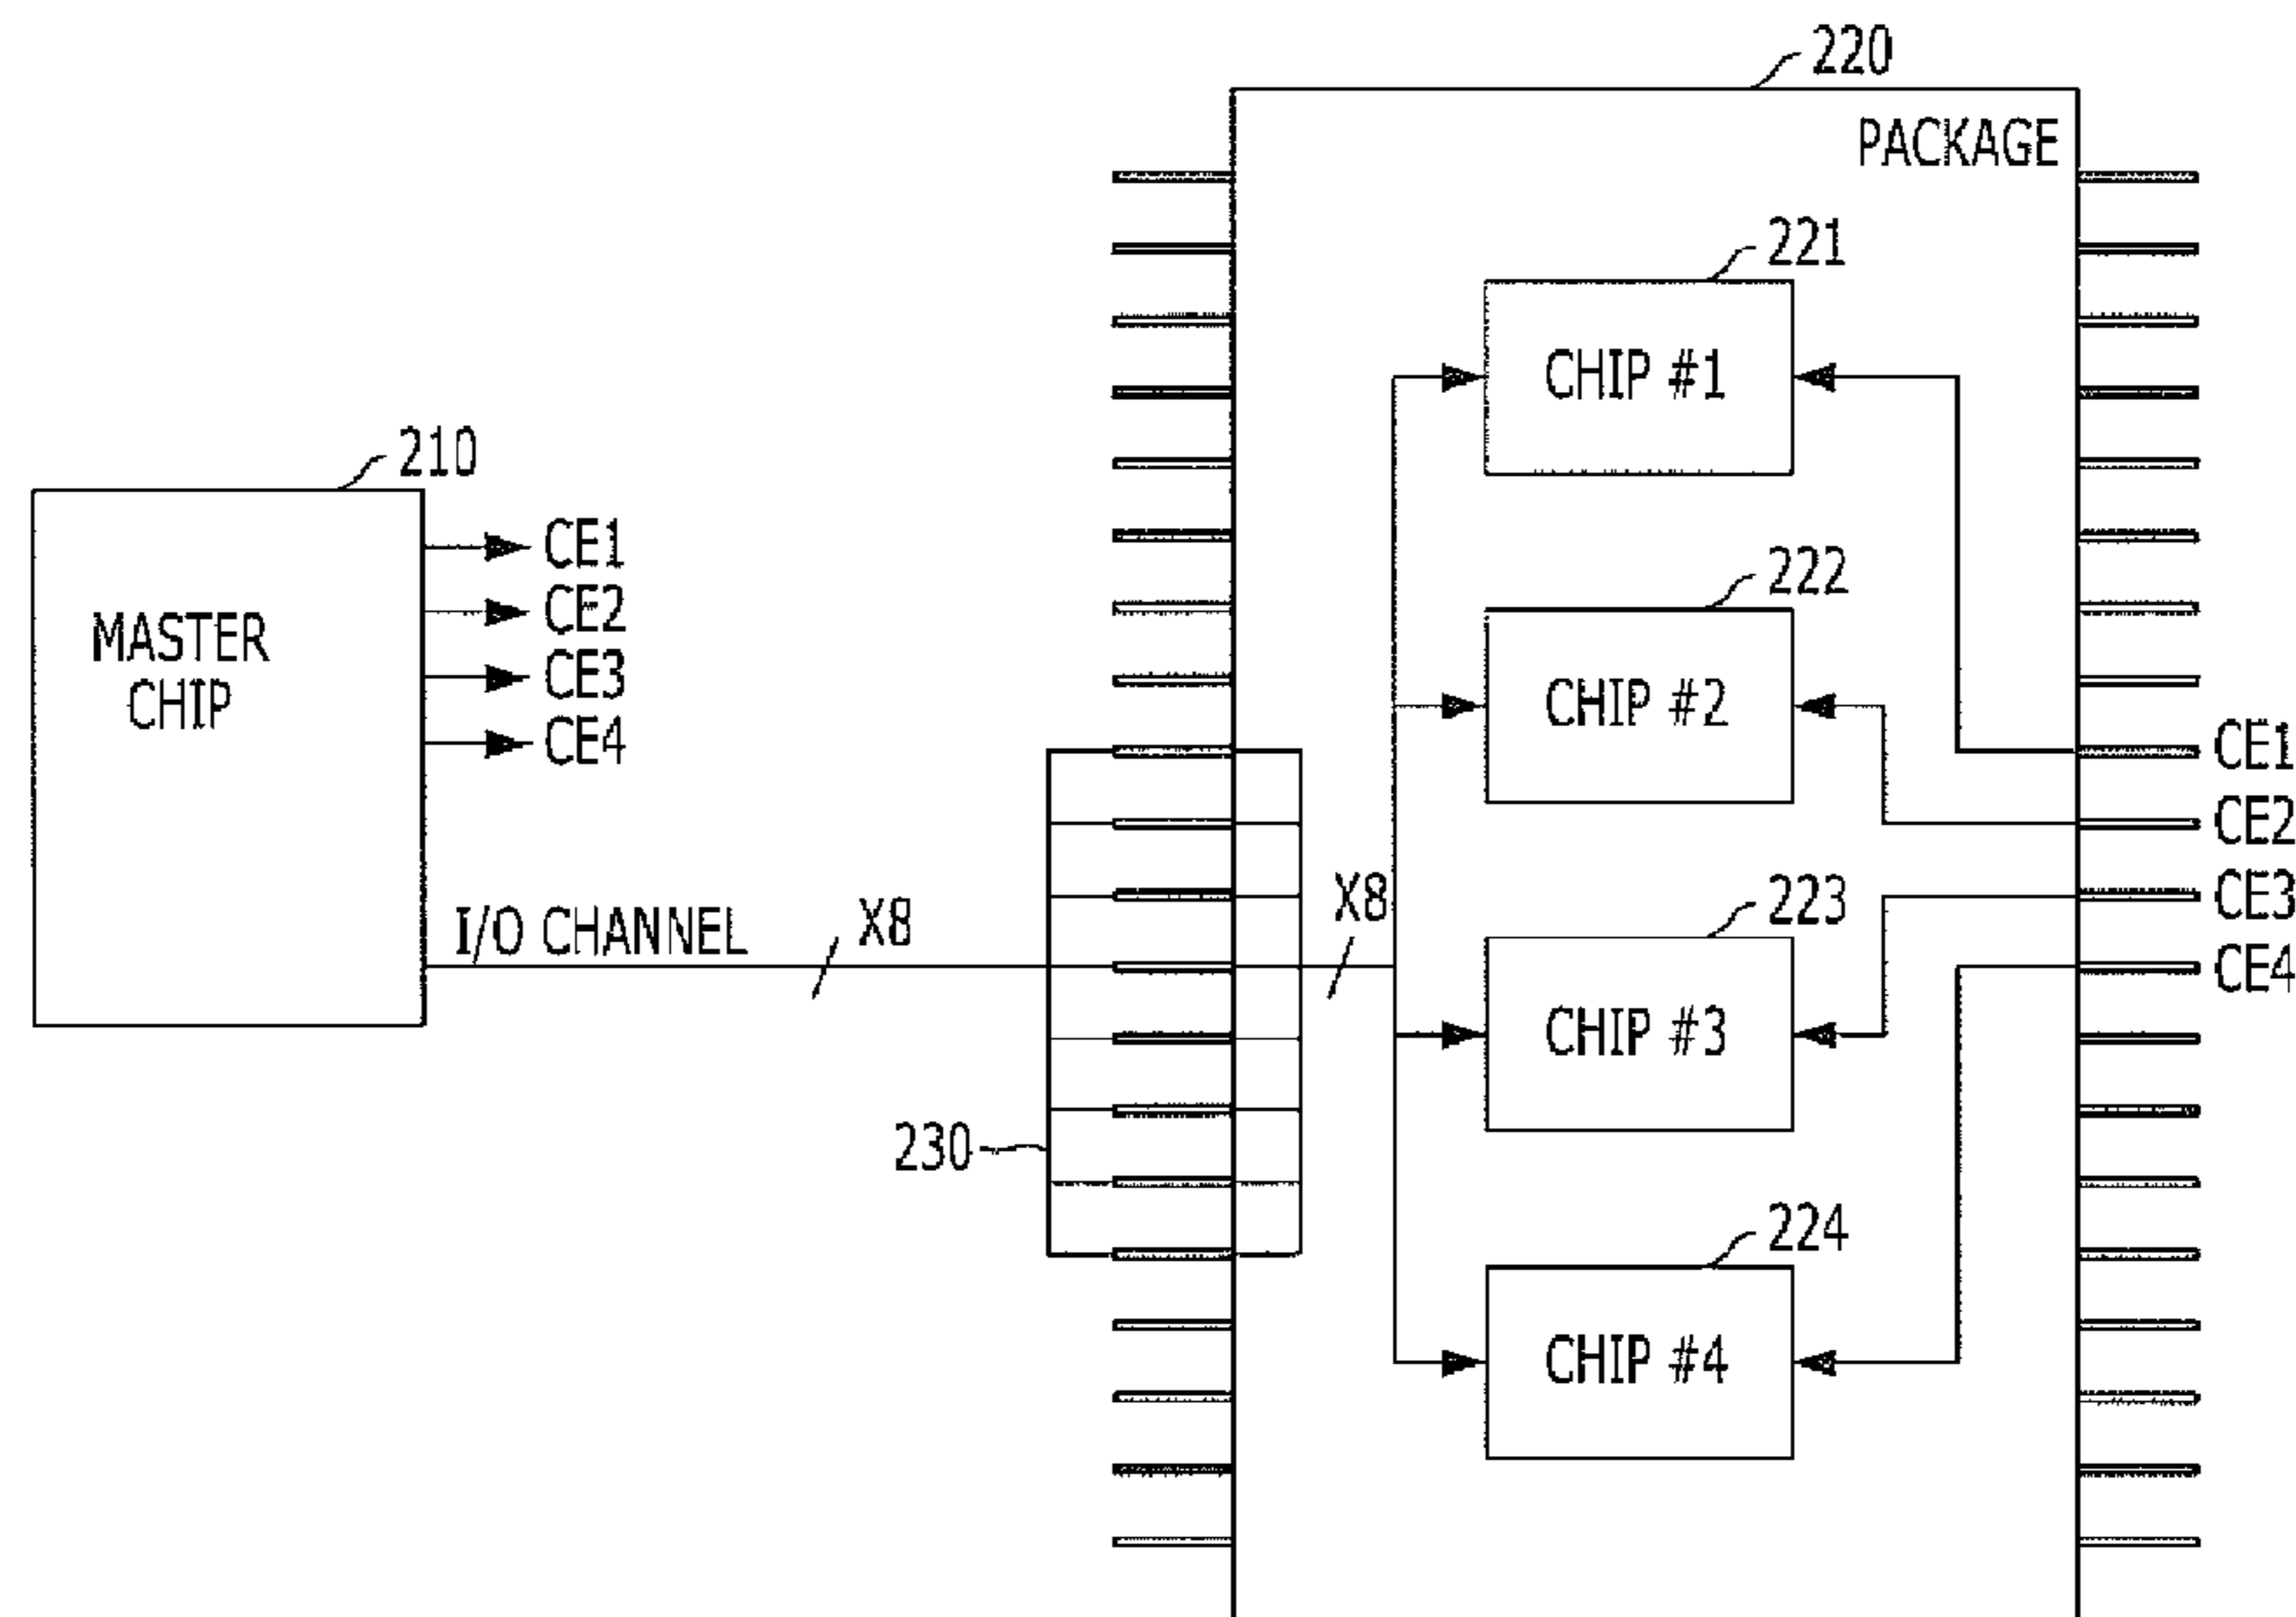 220
PACKAGE
221
CHIP #1
210
MASTER
CHIP
CE1
CE2
CE3
CE4
222
CHIP #2
CE1
CE2
CE3
CE4
I/O CHANNEL
X8
X8
223
CHIP #3
230
224
CHIP #4